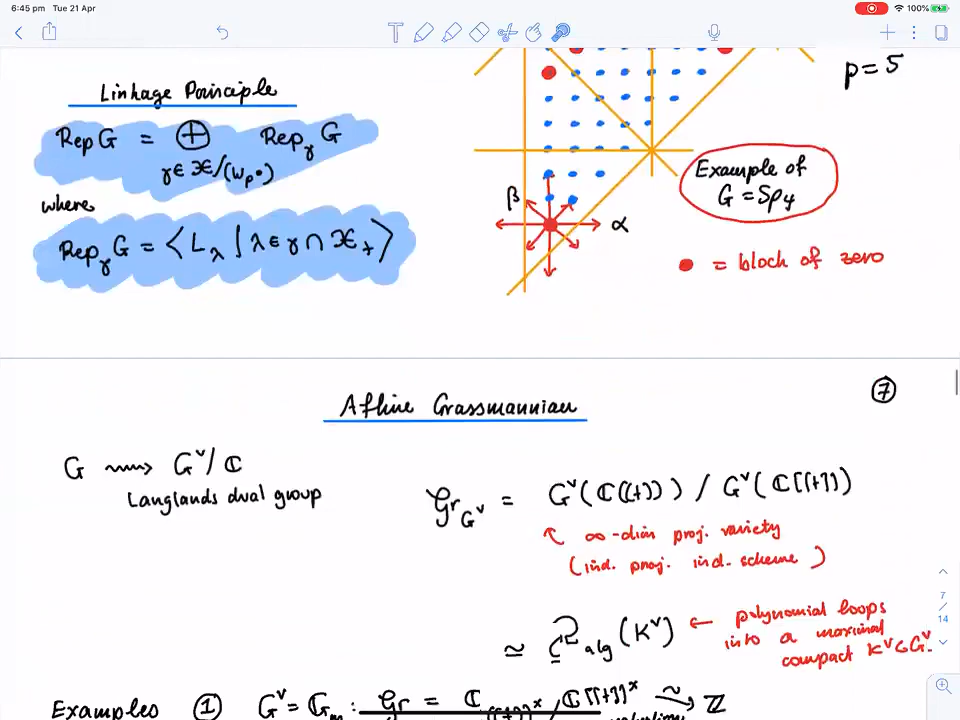 6:45 pm Tue 21 Apr
100%
p = 5
Linkage Principle
Rep G = ⊕ Rep_γ G
γ ∈ 𝔛/(W_p •)
where
Rep_γ G = ⟨ L_λ | λ ∈ γ ∩ 𝔛_+ ⟩
Example of
G = Sp_4
β
α
= block of zero
7
Affine Grassmannian
G ⟿ G^∨/ℂ
Langlands dual group
Gr_{G^∨} = G^∨(ℂ((t))) / G^∨(ℂ[[t]])
∞-dim proj. variety
(ind. proj. ind. scheme)
≃ Ω_alg (K^∨) ← polynomial loops
into a maximal
compact K^∨ ⊂ G^∨.
Examples ① G^∨ = 𝔾_m : Gr = ℂ((t))^× / ℂ[[t]]^× ⥲ ℤ
7
/
14